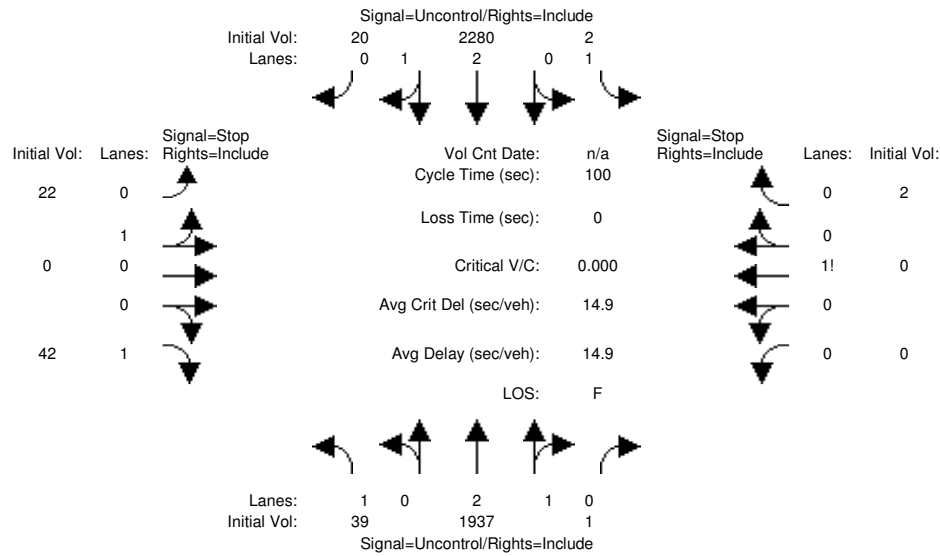 Signal=Uncontrol/Rights=Include
Initial Vol: 20 2280 2
Lanes: 0 1 2 0 1
Signal=Stop Signal=Stop
Initial Vol: Lanes: Rights=Include Vol Cnt Date: n/a Rights=Include Lanes: Initial Vol:
Cycle Time (sec): 100
22 0 0 2
Loss Time (sec): 0
1 0
0 0 Critical V/C: 0.000 1! 0
0 Avg Crit Del (sec/veh): 14.9 0
42 1 Avg Delay (sec/veh): 14.9 0 0
LOS: F
Lanes: 1 0 2 1 0
Initial Vol: 39 1937 1
Signal=Uncontrol/Rights=Include